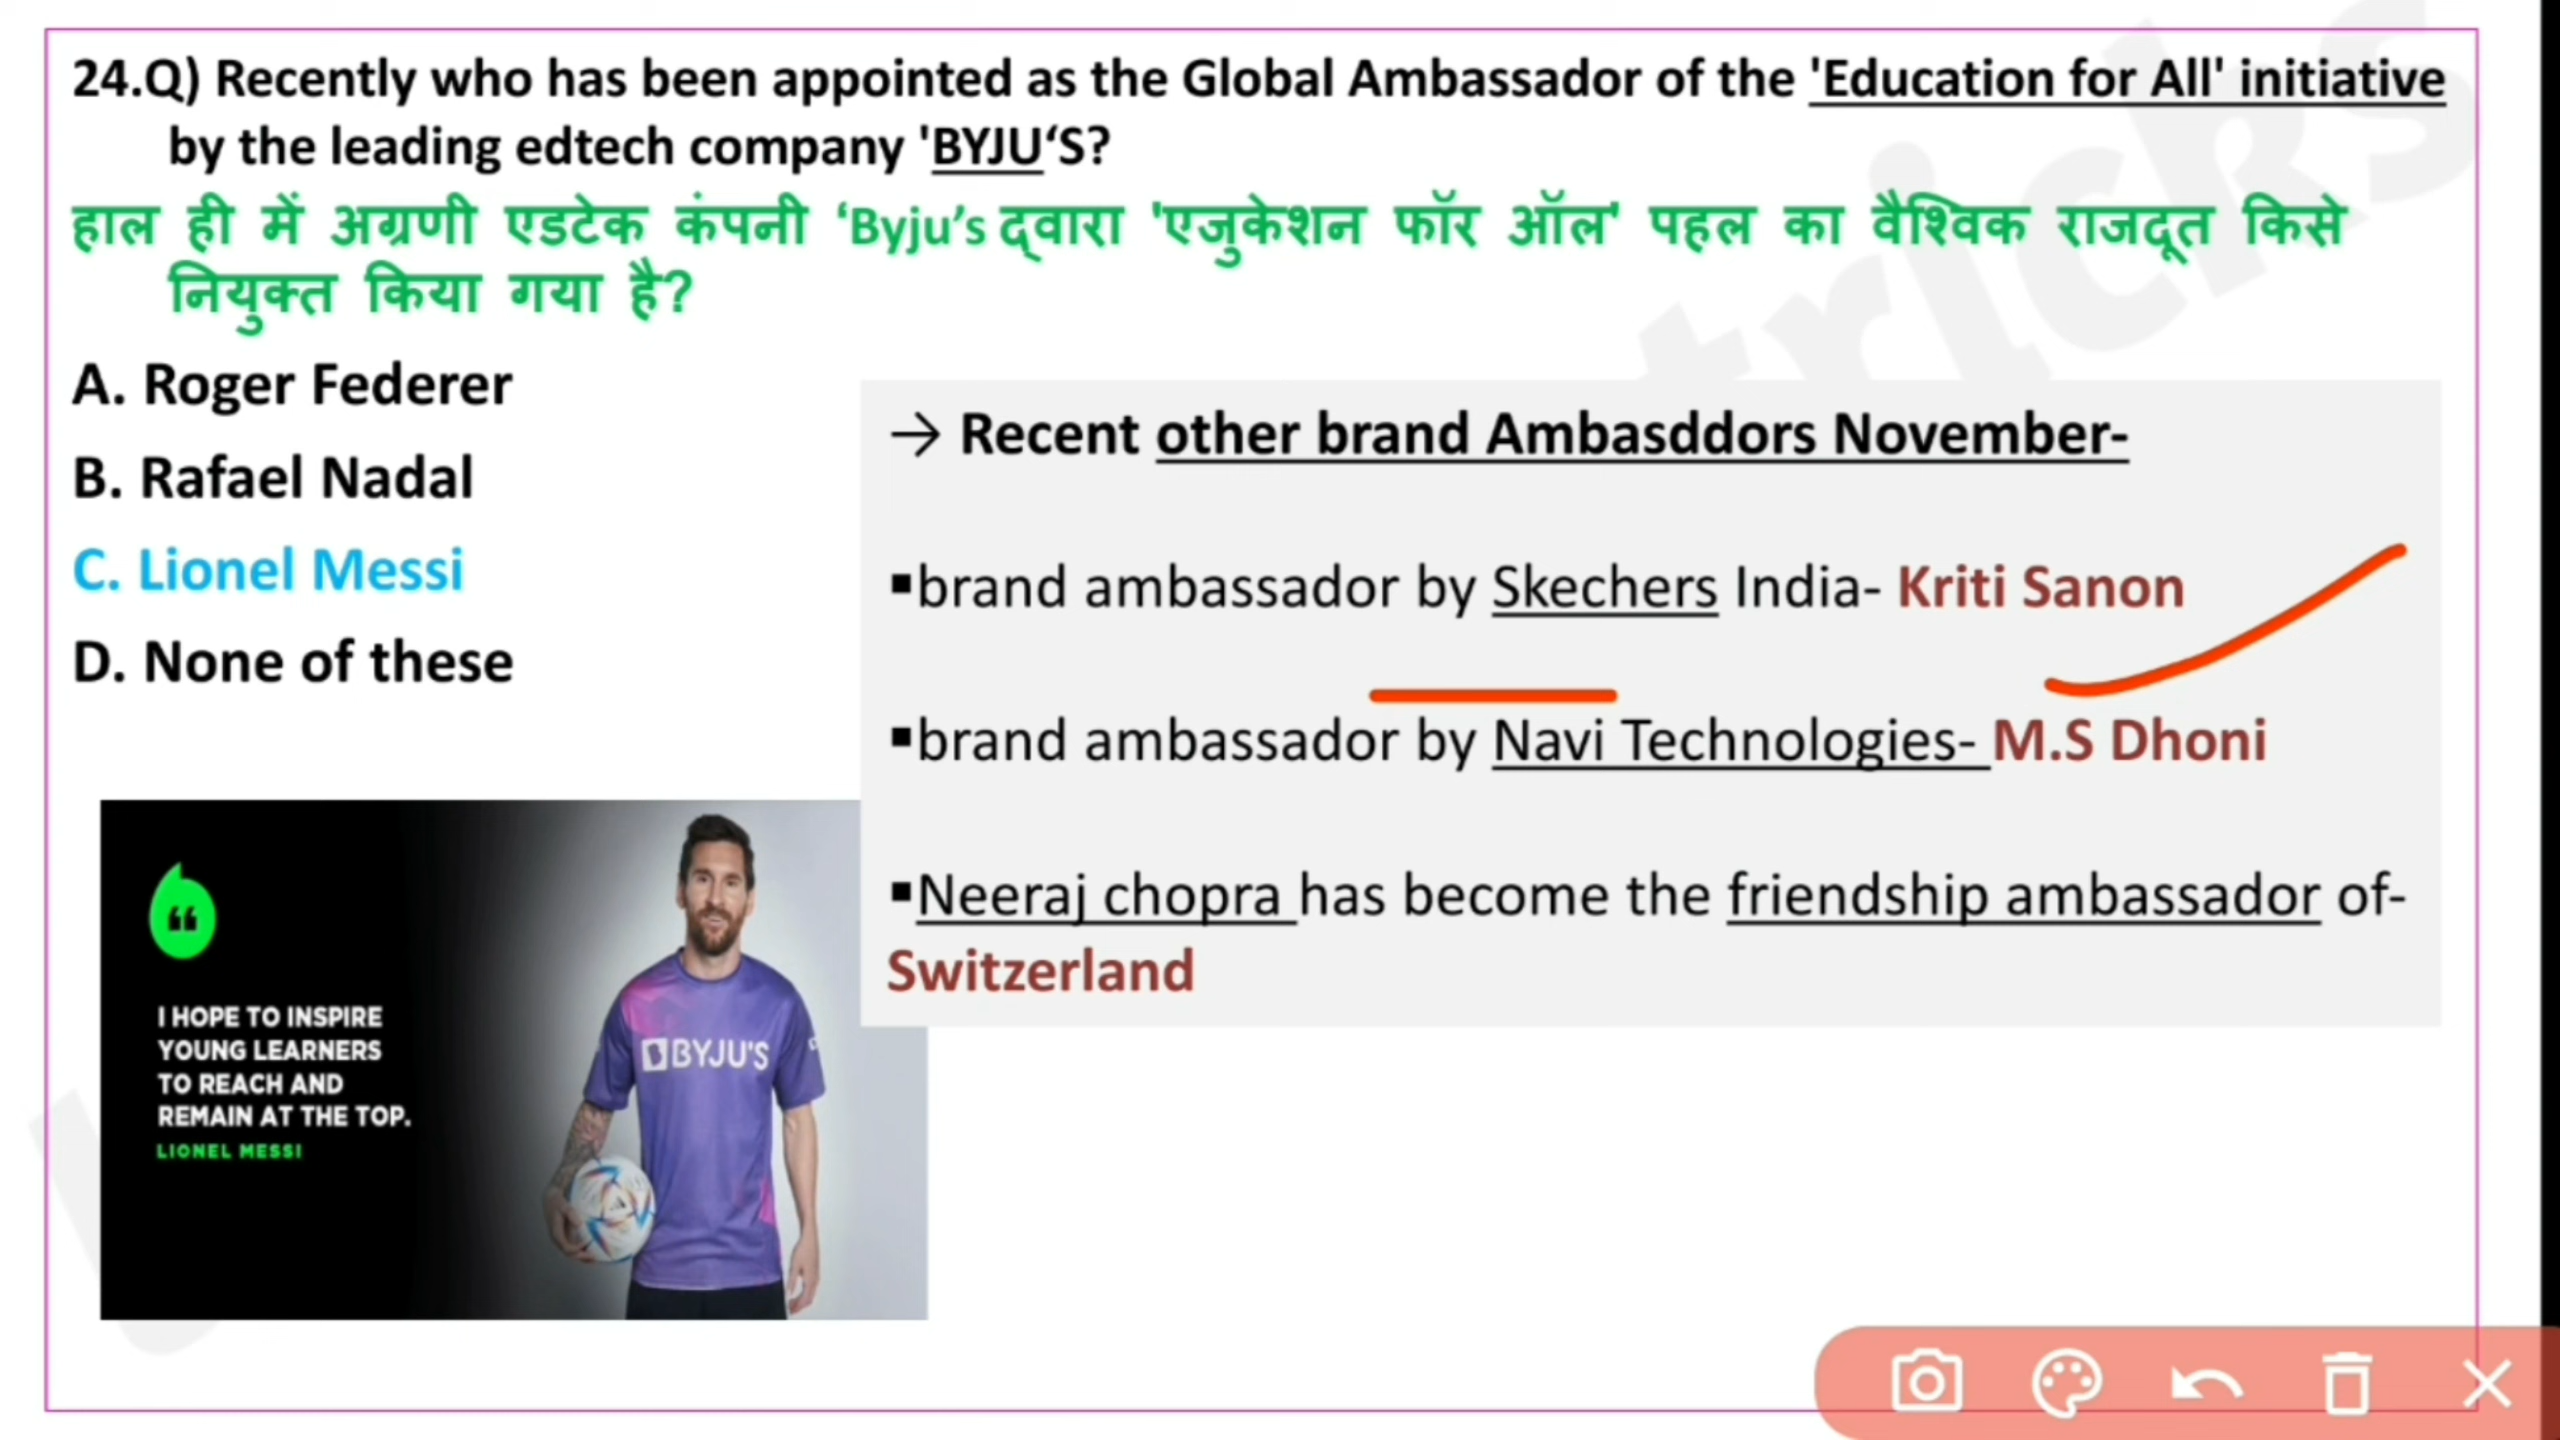 24.Q) Recently who has been appointed as the Global Ambassador of the 'Education for All' initiative
by the leading edtech company 'BYJU‘S?
हाल ही में अग्रणी एडटेक कंपनी ‘Byju’s द्वारा 'एजुकेशन फॉर ऑल' पहल का वैश्विक राजदूत किसे
नियुक्त किया गया है?
A. Roger Federer
B. Rafael Nadal
C. Lionel Messi
D. None of these
→ Recent other brand Ambasddors November-
▪brand ambassador by Skechers India- Kriti Sanon
▪brand ambassador by Navi Technologies- M.S Dhoni
▪Neeraj chopra has become the friendship ambassador of-
Switzerland
“
I HOPE TO INSPIRE
YOUNG LEARNERS
TO REACH AND
REMAIN AT THE TOP.
LIONEL MESSI
BYJU'S
tricks